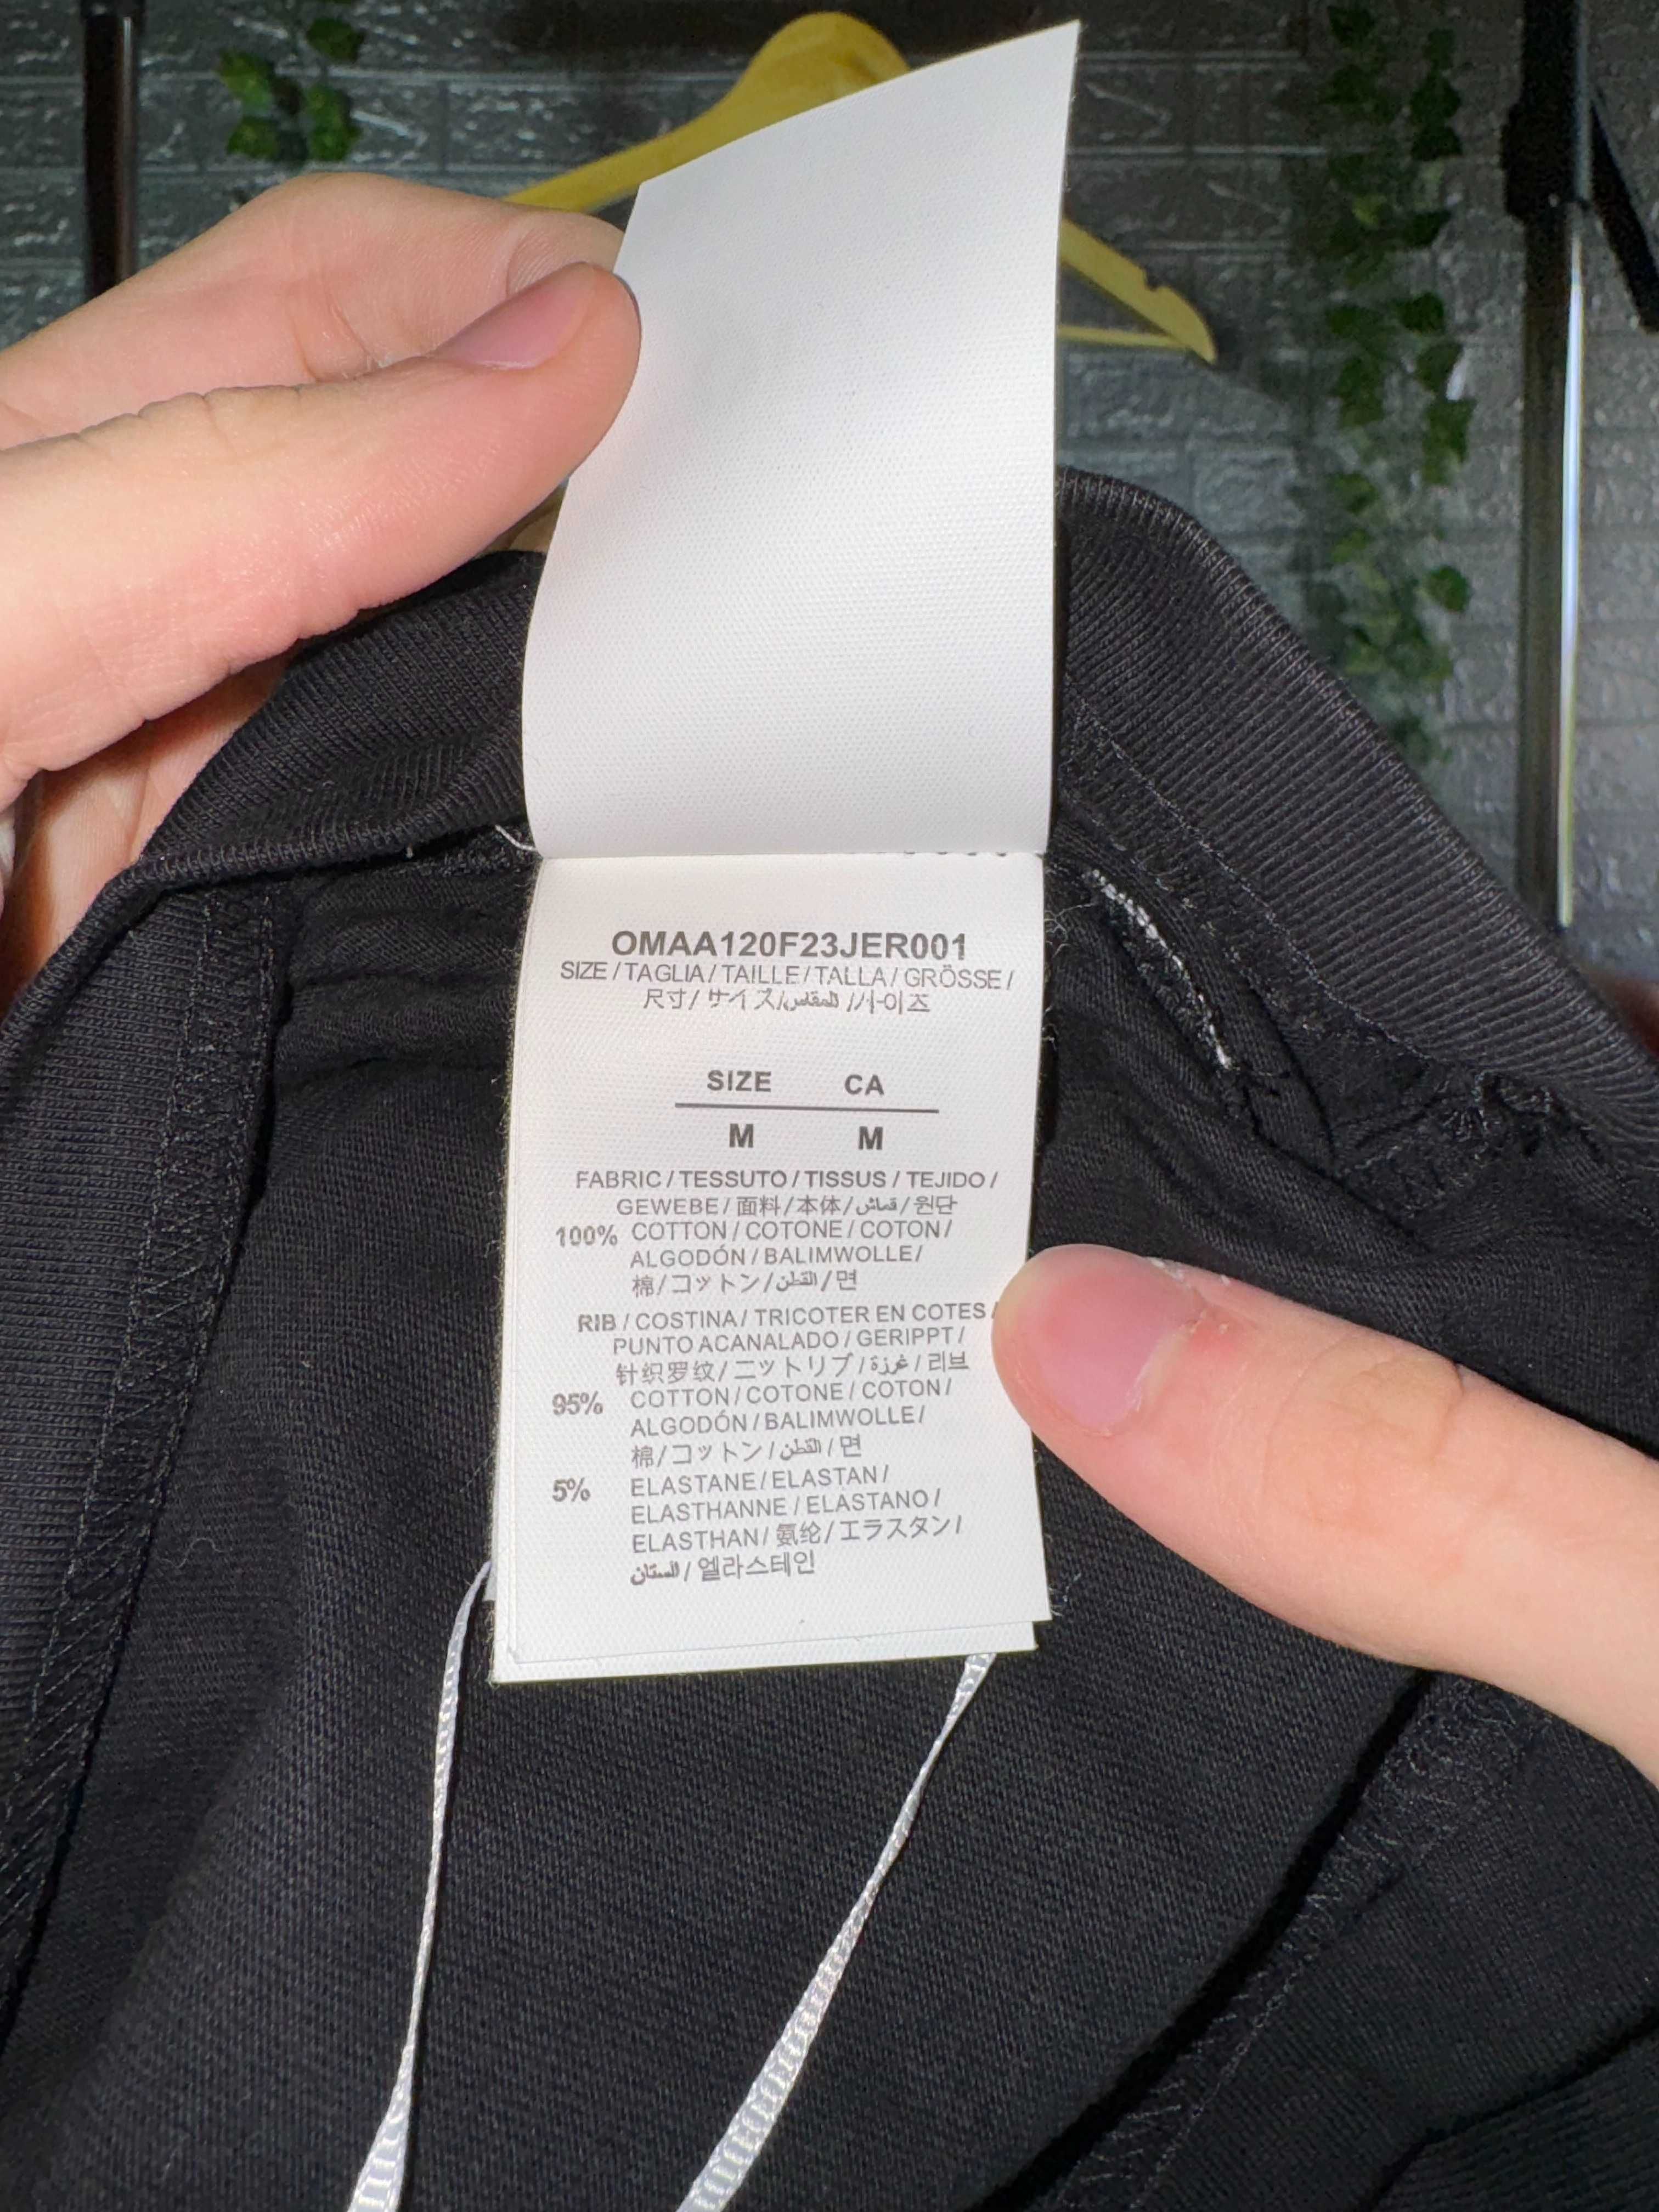 OMAA120F23JER001
SIZE / TAGLIA / TAILLE / TALLA / GRÖSSE /
尺寸 / サイズ / المقاس / 사이즈
SIZE CA
M M
FABRIC / TESSUTO / TISSUS / TEJIDO /
GEWEBE / 面料 / 本体 / قماش / 원단
100% COTTON / COTONE / COTON /
ALGODÓN / BALIMWOLLE /
棉 / コットン / القطن / 면
RIB / COSTINA / TRICOTER EN COTES /
PUNTO ACANALADO / GERIPPT /
针织罗纹 / ニットリブ / غرزة / 리브
95% COTTON / COTONE / COTON /
ALGODÓN / BALIMWOLLE /
棉 / コットン / القطن / 면
5% ELASTANE / ELASTAN /
ELASTHANNE / ELASTANO /
ELASTHAN / 氨纶 / エラスタン /
/ 엘라스테인